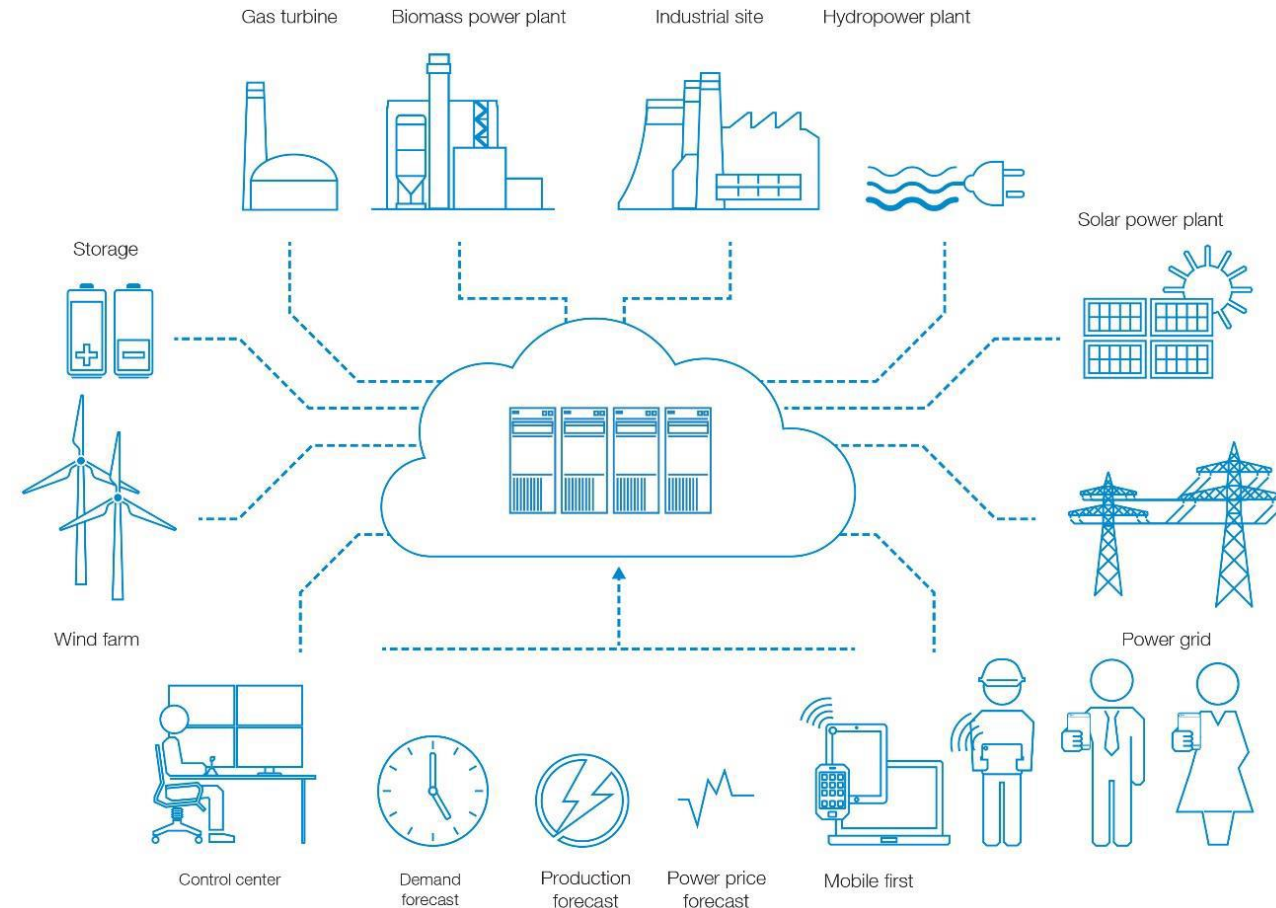 Gas turbine
Biomass power plant
Industrial site
Hydropower plant
Solar power plant
Storage
Wind farm
Power grid
Control center
Demand
forecast
Production
forecast
Power price
forecast
Mobile first